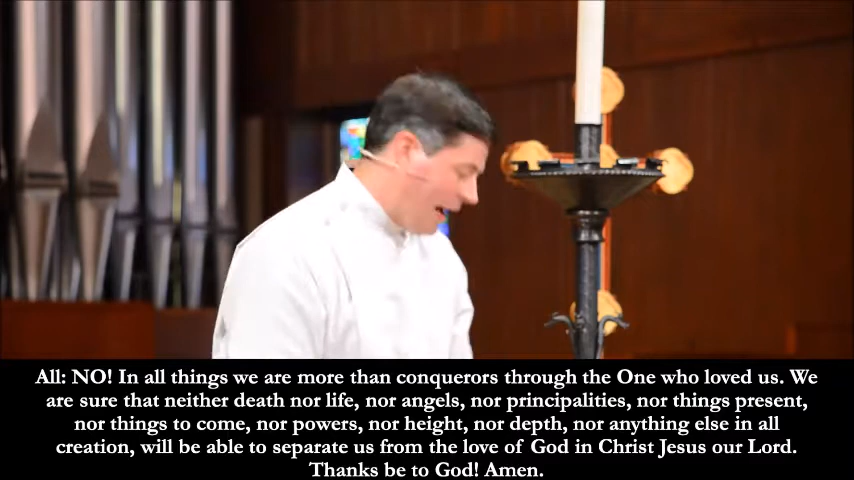 All: NO! In all things we are more than conquerors through the One who loved us. We
are sure that neither death nor life, nor angels, nor principalities, nor things present,
nor things to come, nor powers, nor height, nor depth, nor anything else in all
creation, will be able to separate us from the love of God in Christ Jesus our Lord.
Thanks be to God! Amen.